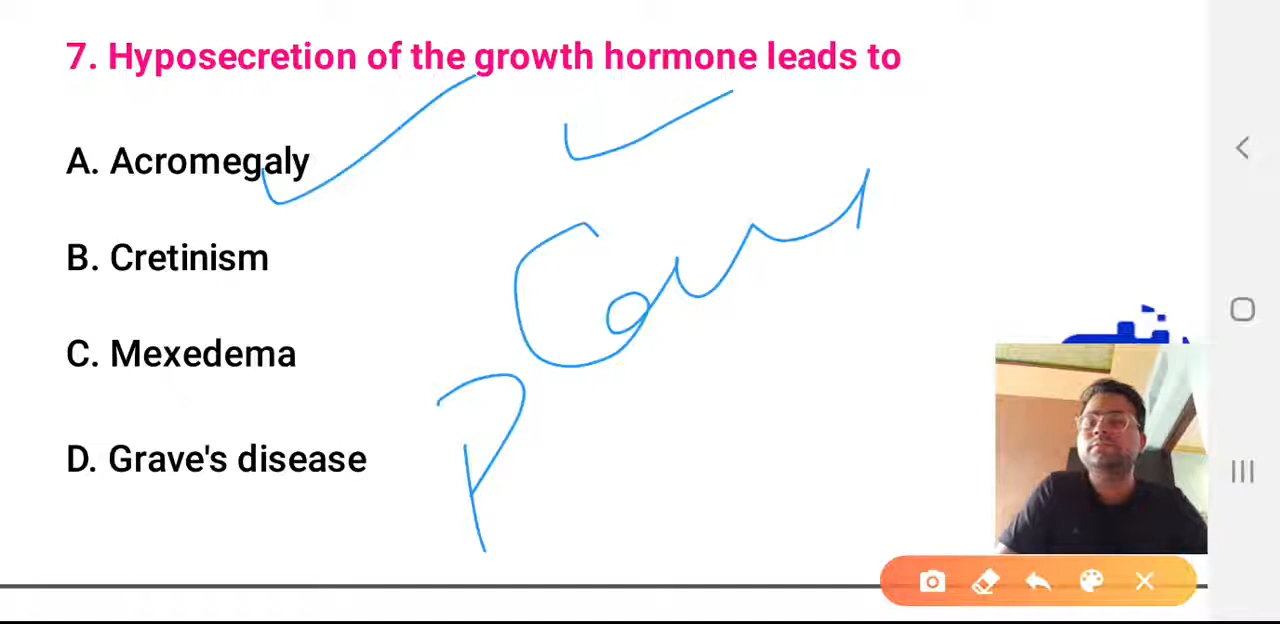 7. Hyposecretion of the growth hormone leads to
A. Acromegaly
B. Cretinism
C. Mexedema
D. Grave's disease
P